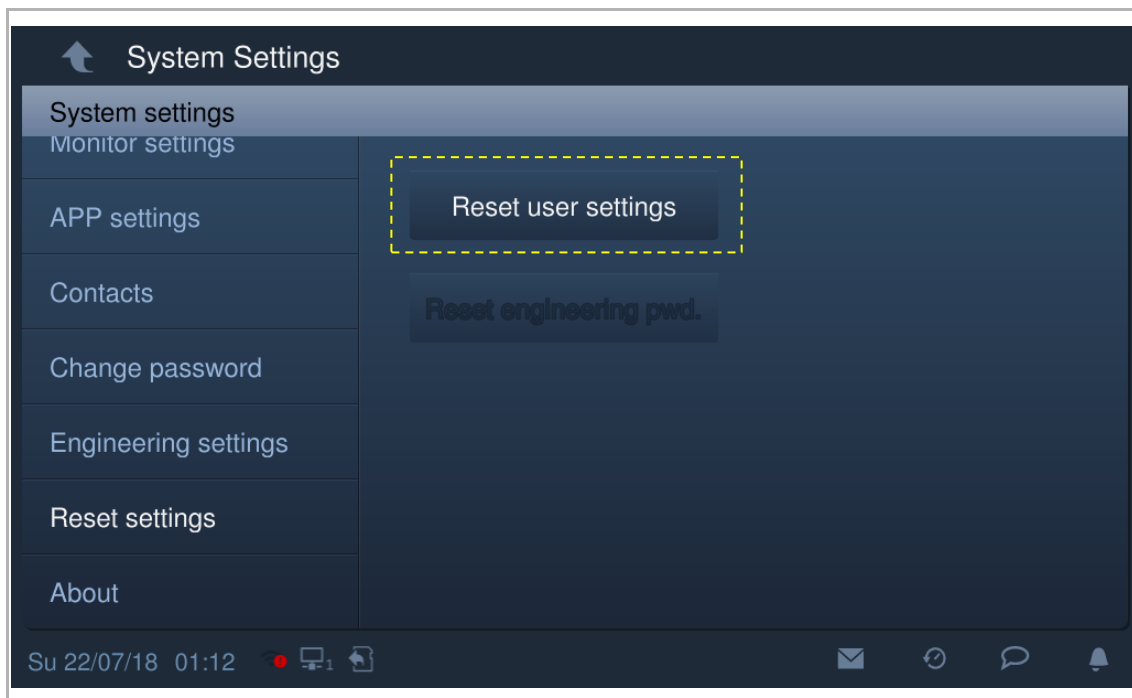 System Settings
System settings
Monitor settings
APP settings
Contacts
Change password
Engineering settings
Reset settings
About
Reset user settings
Reset engineering pwd.
Su 22/07/18 01:12
1